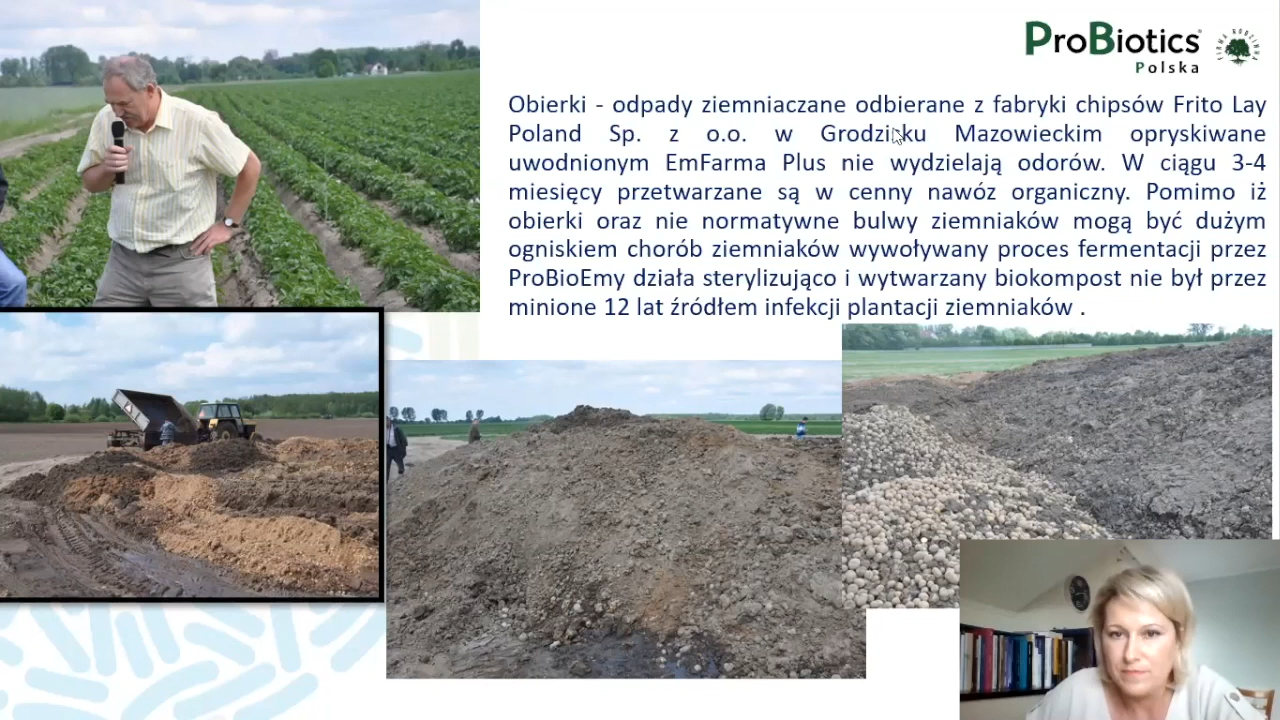 ProBiotics
Polska
FIRMA RODZINNA
Obierki - odpady ziemniaczane odbierane z fabryki chipsów Frito Lay
Poland Sp. z o.o. w Grodzisku Mazowieckim opryskiwane
uwodnionym EmFarma Plus nie wydzielają odorów. W ciągu 3-4
miesięcy przetwarzane są w cenny nawóz organiczny. Pomimo iż
obierki oraz nie normatywne bulwy ziemniaków mogą być dużym
ogniskiem chorób ziemniaków wywoływany proces fermentacji przez
ProBioEmy działa sterylizująco i wytwarzany biokompost nie był przez
minione 12 lat źródłem infekcji plantacji ziemniaków .